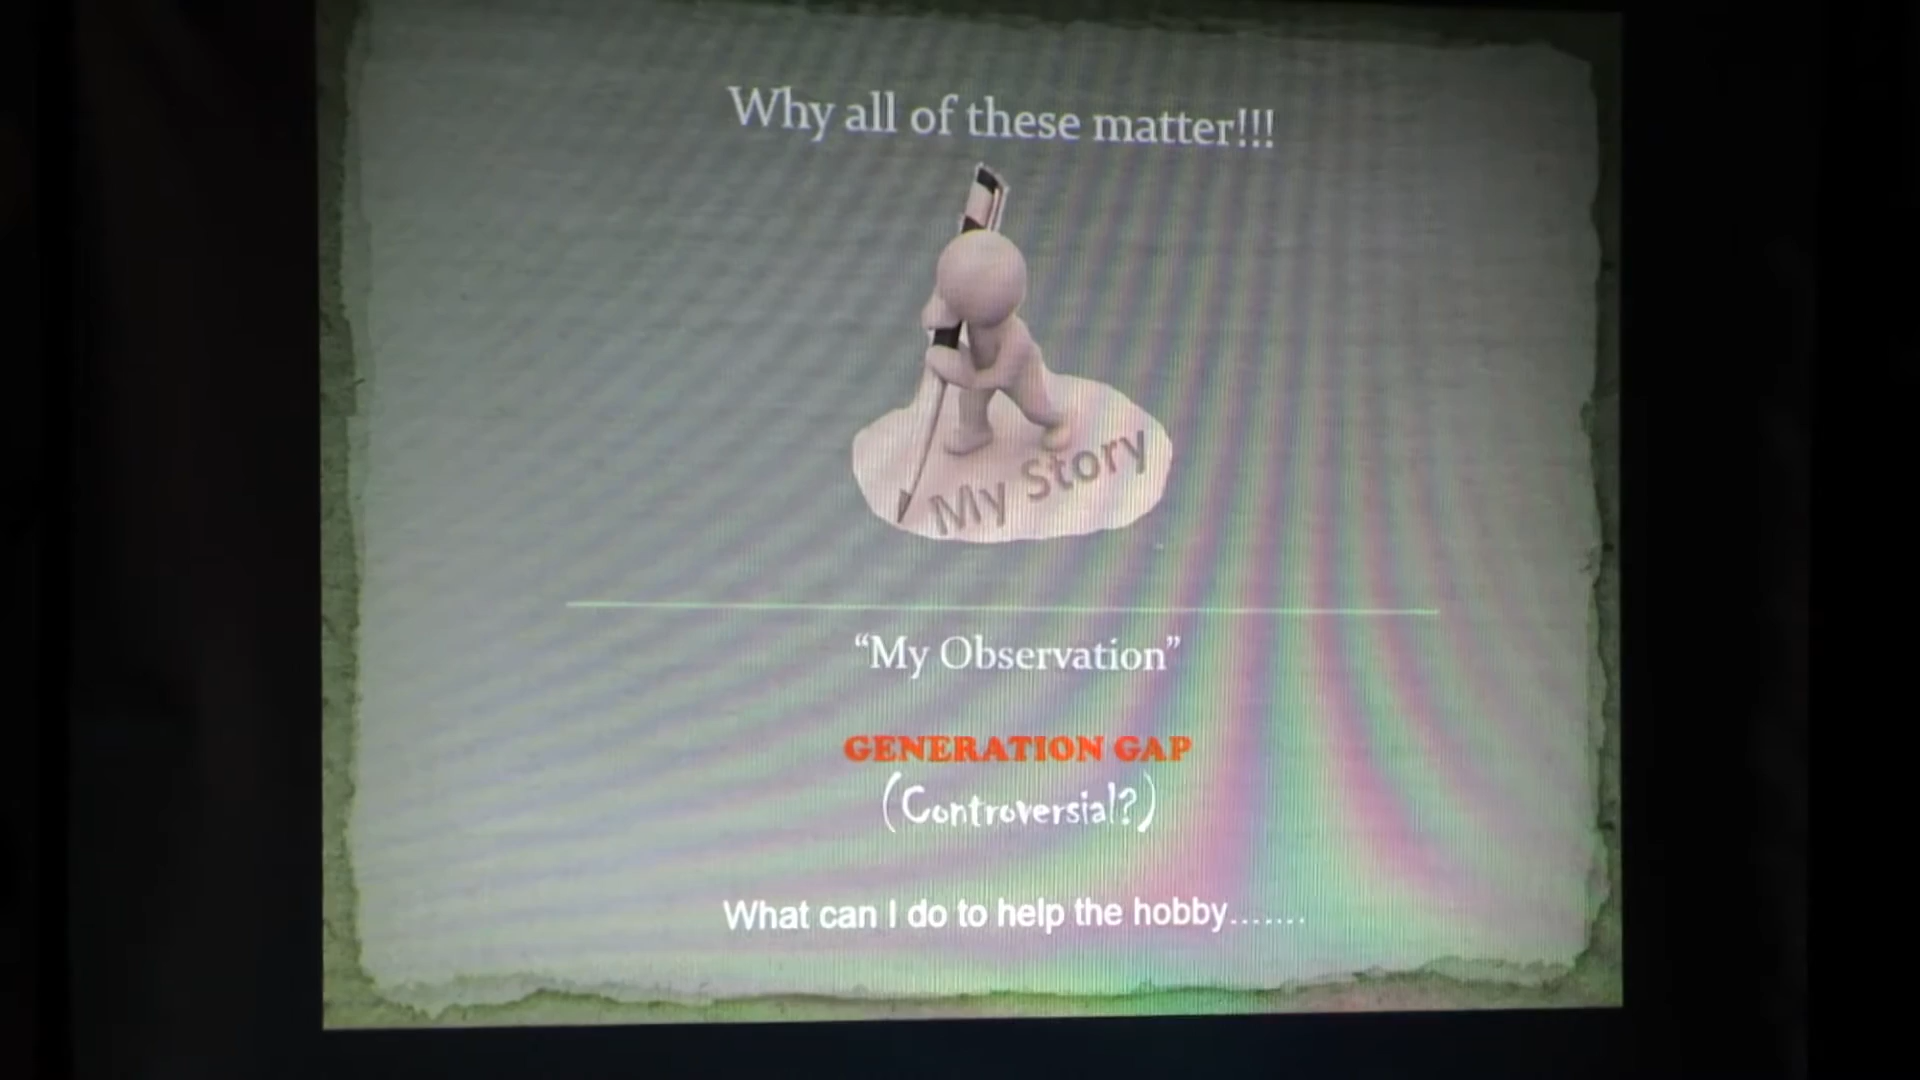 Why all of these matter!!!
My Story
“My Observation”
GENERATION GAP
(Controversial?)
What can I do to help the hobby.......